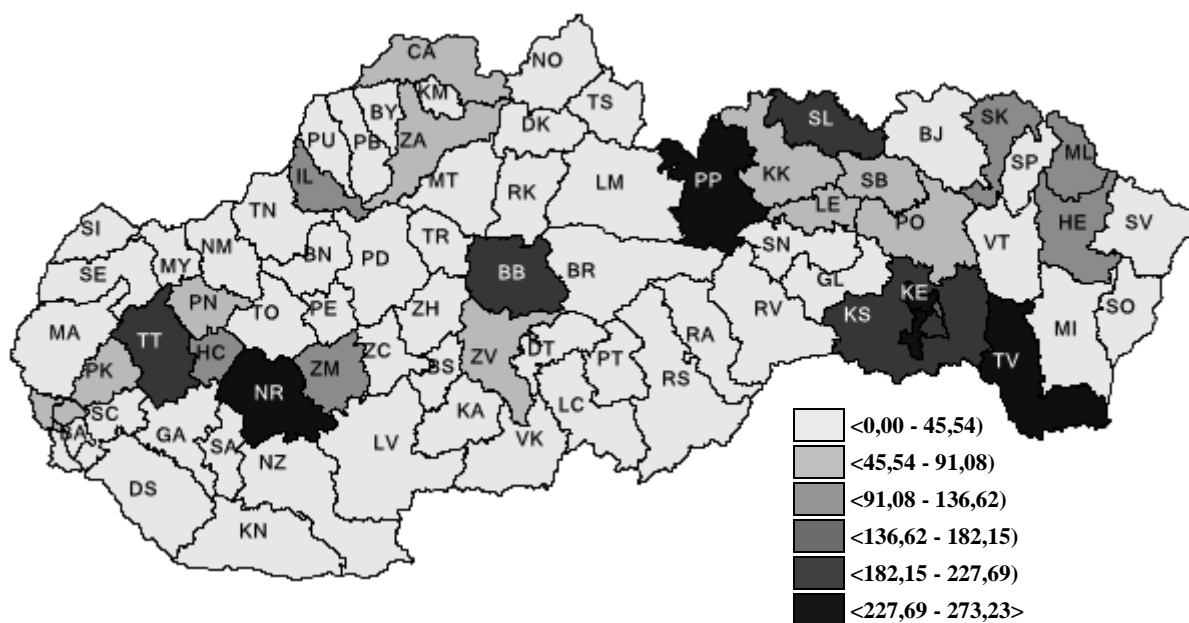 CA
NO
KM
TS
BY
PU
PB
ZA
DK
SL
SK
BJ
SP
ML
IL
MT
RK
LM
PP
KK
SB
LE
PO
HE
SV
TN
SI
NM
MY
SE
BN
PD
TR
BB
BR
SN
VT
GL
KE
KS
RV
SO
MI
TV
PN
TO
PE
ZH
MA
TT
HC
ZM
ZC
NR
PK
ZV
DT
PT
RA
BS
RS
SC
BA
GA
SA
NZ
LV
KA
VK
LC
DS
KN
<0,00 - 45,54)
<45,54 - 91,08)
<91,08 - 136,62)
<136,62 - 182,15)
<182,15 - 227,69)
<227,69 - 273,23>